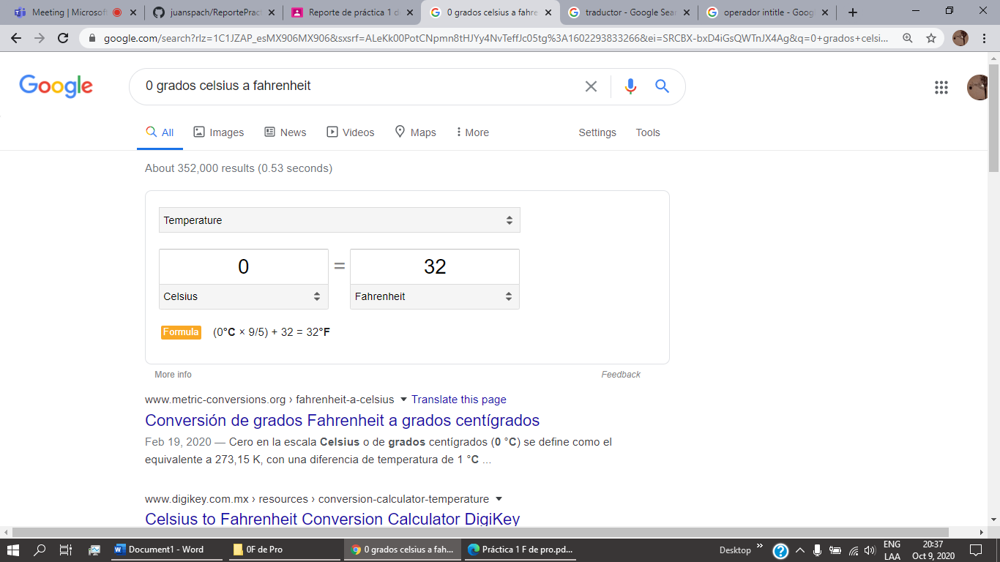 Meeting | Microsof
juanspach/ReportePract
Reporte de práctica 1 d
0 grados celsius a fahre
traductor - Google Sear
operador intitle - Goog
google.com/search?rlz=1C1JZAP_esMX906MX906&sxsrf=ALeKk00PotCNpmn8tHJYy4NvTeffJc05tg%3A1602293833266&ei=SRCBX-bxD4iGsQWTnJX4Ag&q=0+grados+celsi...
Google
0 grados celsius a fahrenheit
All Images News Videos Maps More Settings Tools
About 352,000 results (0.53 seconds)
Temperature
0 = 32
Celsius Fahrenheit
Formula (0°C × 9/5) + 32 = 32°F
More info Feedback
www.metric-conversions.org › fahrenheit-a-celsius Translate this page
Conversión de grados Fahrenheit a grados centígrados
Feb 19, 2020 — Cero en la escala Celsius o de grados centígrados (0 °C) se define como el
equivalente a 273,15 K, con una diferencia de temperatura de 1 °C ...
www.digikey.com.mx › resources › conversion-calculator-temperature
Celsius to Fahrenheit Conversion Calculator DigiKey
Document1 - Word
0F de Pro
0 grados celsius a fah...
Práctica 1 F de pro.pd...
Desktop
ENG
LAA
20:37
Oct 9, 2020